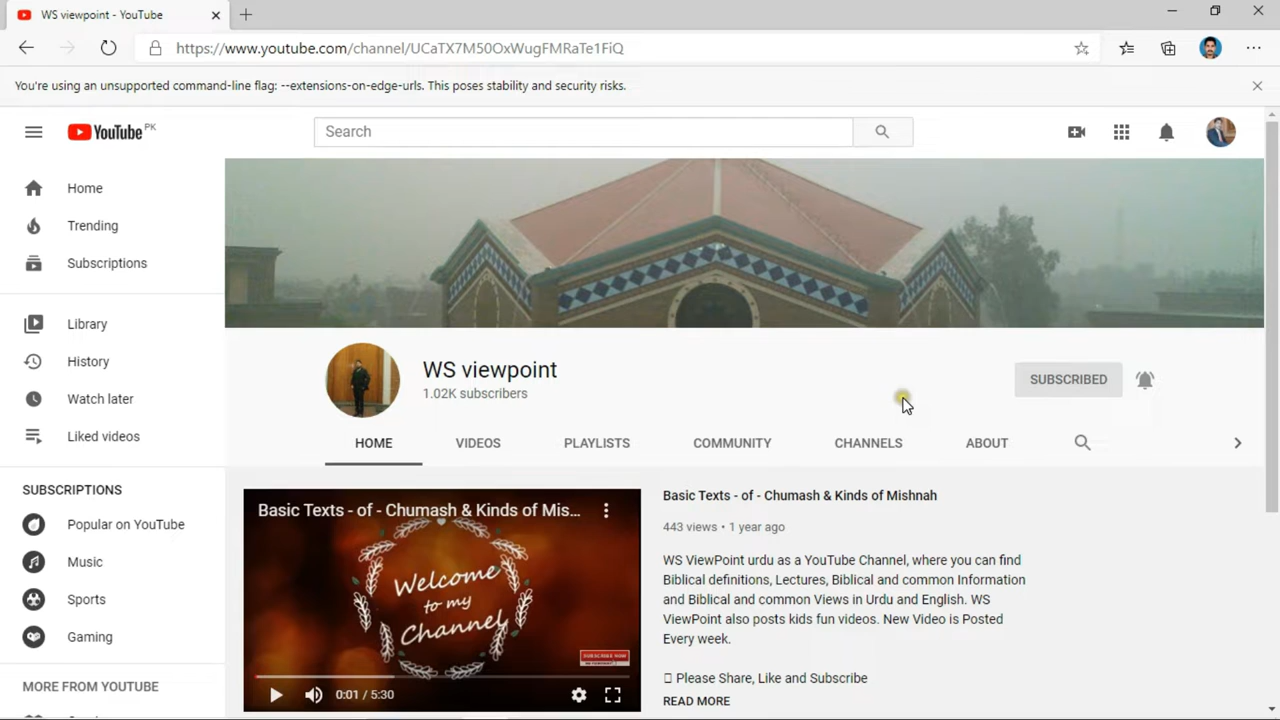 WS viewpoint - YouTube
https://www.youtube.com/channel/UCaTX7M50OxWugFMRaTe1FiQ
You're using an unsupported command-line flag: --extensions-on-edge-urls. This poses stability and security risks.
YouTube PK
Search
Home
Trending
Subscriptions
Library
History
Watch later
Liked videos
SUBSCRIPTIONS
Popular on YouTube
Music
Sports
Gaming
MORE FROM YOUTUBE
WS viewpoint
1.02K subscribers
SUBSCRIBED
HOME VIDEOS PLAYLISTS COMMUNITY CHANNELS ABOUT
Basic Texts - of - Chumash & Kinds of Mis...
Welcome
to my
Channel
SUBSCRIBE NOW
0:01 / 5:30
Basic Texts - of - Chumash & Kinds of Mishnah
443 views • 1 year ago
WS ViewPoint urdu as a YouTube Channel, where you can find
Biblical definitions, Lectures, Biblical and common Information
and Biblical and common Views in Urdu and English. WS
ViewPoint also posts kids fun videos. New Video is Posted
Every week.
Please Share, Like and Subscribe
READ MORE